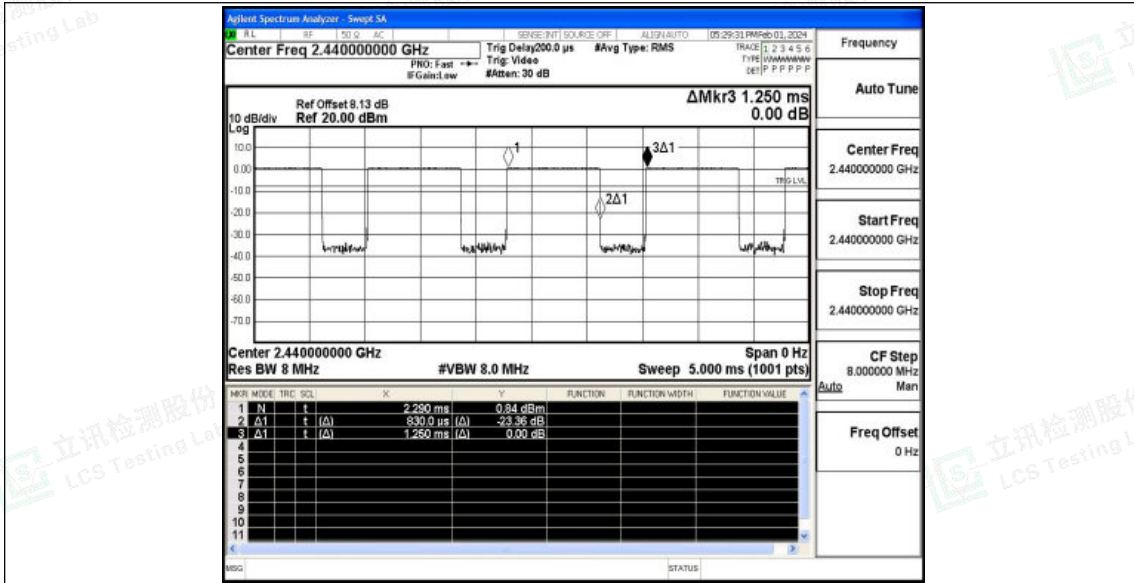 Agilent Spectrum Analyzer - Swept SA
RL RF 50 Ω AC SENSE:INT SOURCE OFF ALIGN AUTO 05:29:31 PM Feb 01, 2024
Center Freq 2.440000000 GHz
PNO: Fast
IFGain:Low
Trig Delay200.0 µs
Trig: Video
#Atten: 30 dB
#Avg Type: RMS
TRACE 1 2 3 4 5 6
TYPE WWWWWW
DET P P P P P P
Ref Offset 8.13 dB
10 dB/div Ref 20.00 dBm
Log
ΔMkr3 1.250 ms
0.00 dB
10.0
0.00
-10.0
-20.0
-30.0
-40.0
-50.0
-60.0
-70.0
1
3Δ1
2Δ1
TRIG LVL
Center 2.440000000 GHz Span 0 Hz
Res BW 8 MHz #VBW 8.0 MHz Sweep 5.000 ms (1001 pts)
MKR MODE TRC SCL X Y FUNCTION FUNCTION WIDTH FUNCTION VALUE
1 N t 2.290 ms 0.84 dBm
2 Δ1 t (Δ) 830.0 µs (Δ) -23.36 dB
3 Δ1 t (Δ) 1.250 ms (Δ) 0.00 dB
4
5
6
7
8
9
10
11
MSG STATUS
Frequency
Auto Tune
Center Freq
2.440000000 GHz
Start Freq
2.440000000 GHz
Stop Freq
2.440000000 GHz
CF Step
8.000000 MHz
Auto Man
Freq Offset
0 Hz
立讯检测股份
LCS Testing Lab